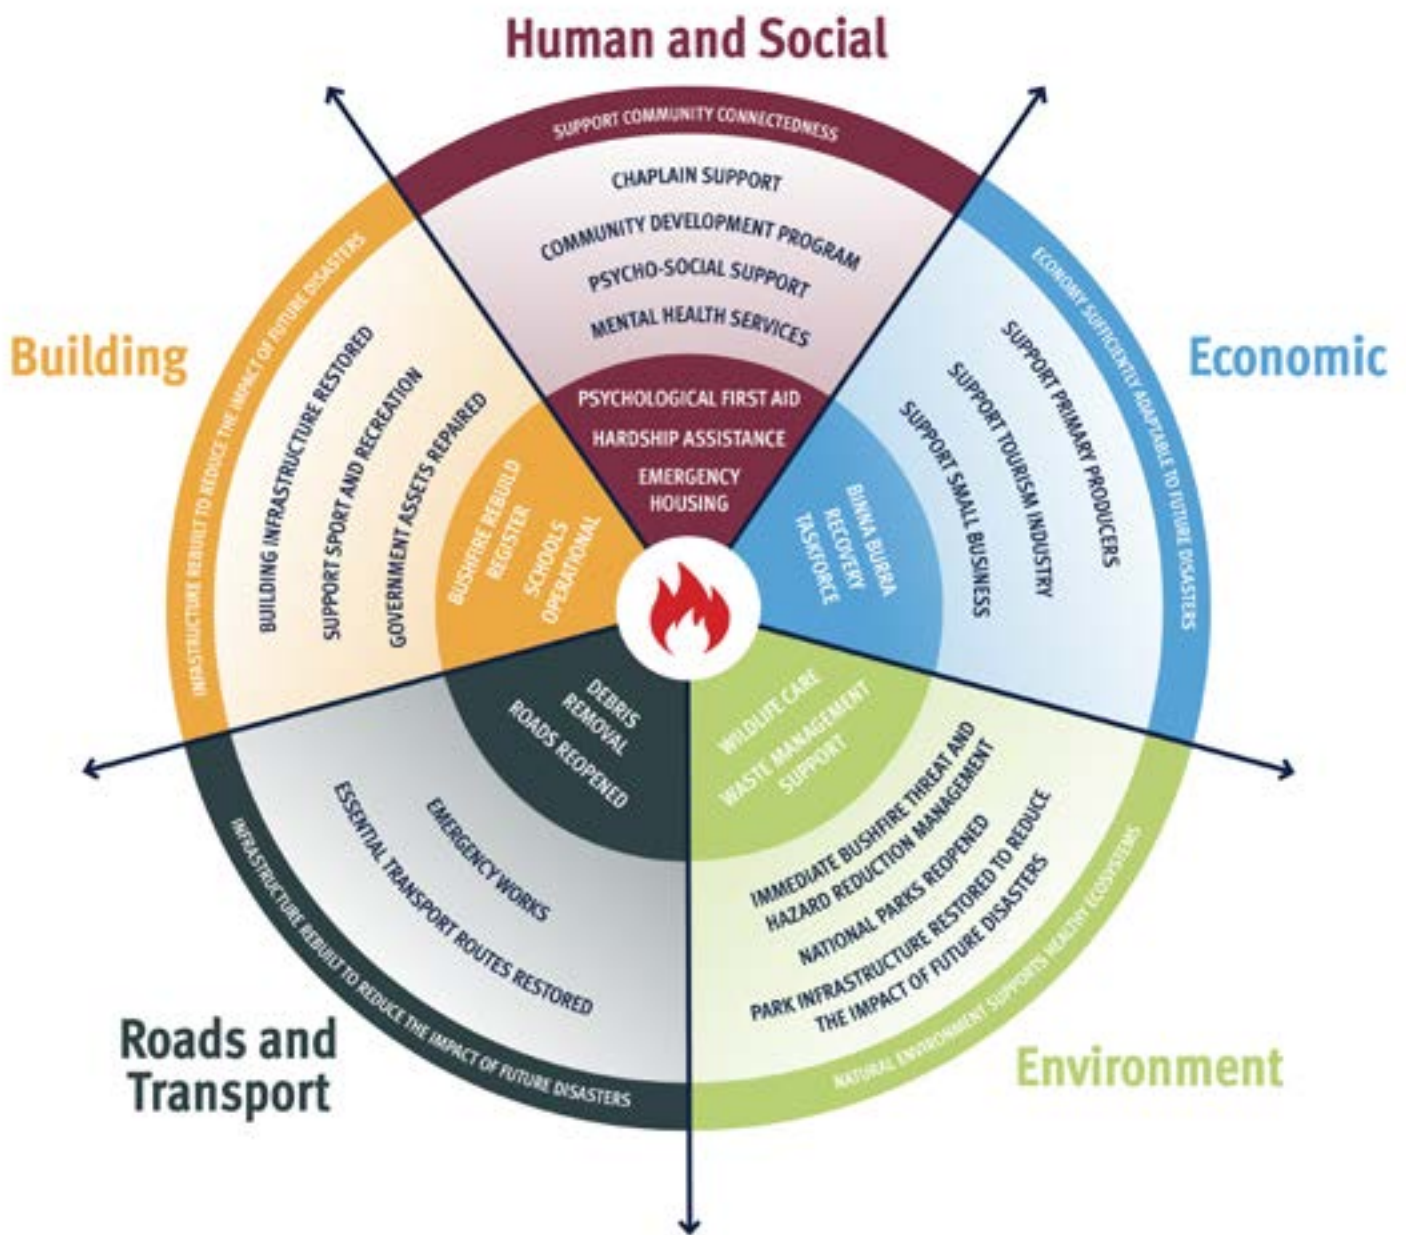 Human and Social
SUPPORT COMMUNITY CONNECTEDNESS
CHAPLAIN SUPPORT
COMMUNITY DEVELOPMENT PROGRAM
PSYCHO-SOCIAL SUPPORT
MENTAL HEALTH SERVICES
PSYCHOLOGICAL FIRST AID
HARDSHIP ASSISTANCE
EMERGENCY
HOUSING
Economic
ECONOMY SUFFICIENTLY ADAPTABLE TO FUTURE DISASTERS
SUPPORT PRIMARY PRODUCERS
SUPPORT TOURISM INDUSTRY
SUPPORT SMALL BUSINESS
BINNA BURRA
RECOVERY
TASKFORCE
Environment
WILDLIFE CARE
WASTE MANAGEMENT
SUPPORT
IMMEDIATE BUSHFIRE THREAT AND
HAZARD REDUCTION MANAGEMENT
NATIONAL PARKS REOPENED
PARK INFRASTRUCTURE RESTORED TO REDUCE
THE IMPACT OF FUTURE DISASTERS
NATURAL ENVIRONMENT SUPPORTS HEALTHY ECOSYSTEMS
Roads and
Transport
DEBRIS
REMOVAL
ROADS REOPENED
EMERGENCY WORKS
ESSENTIAL TRANSPORT ROUTES RESTORED
INFRASTRUCTURE REBUILT TO REDUCE THE IMPACT OF FUTURE DISASTERS
Building
INFRASTRUCTURE REBUILT TO REDUCE THE IMPACT OF FUTURE DISASTERS
BUILDING INFRASTRUCTURE RESTORED
SUPPORT SPORT AND RECREATION
GOVERNMENT ASSETS REPAIRED
BUSHFIRE REBUILD
REGISTER
SCHOOLS
OPERATIONAL